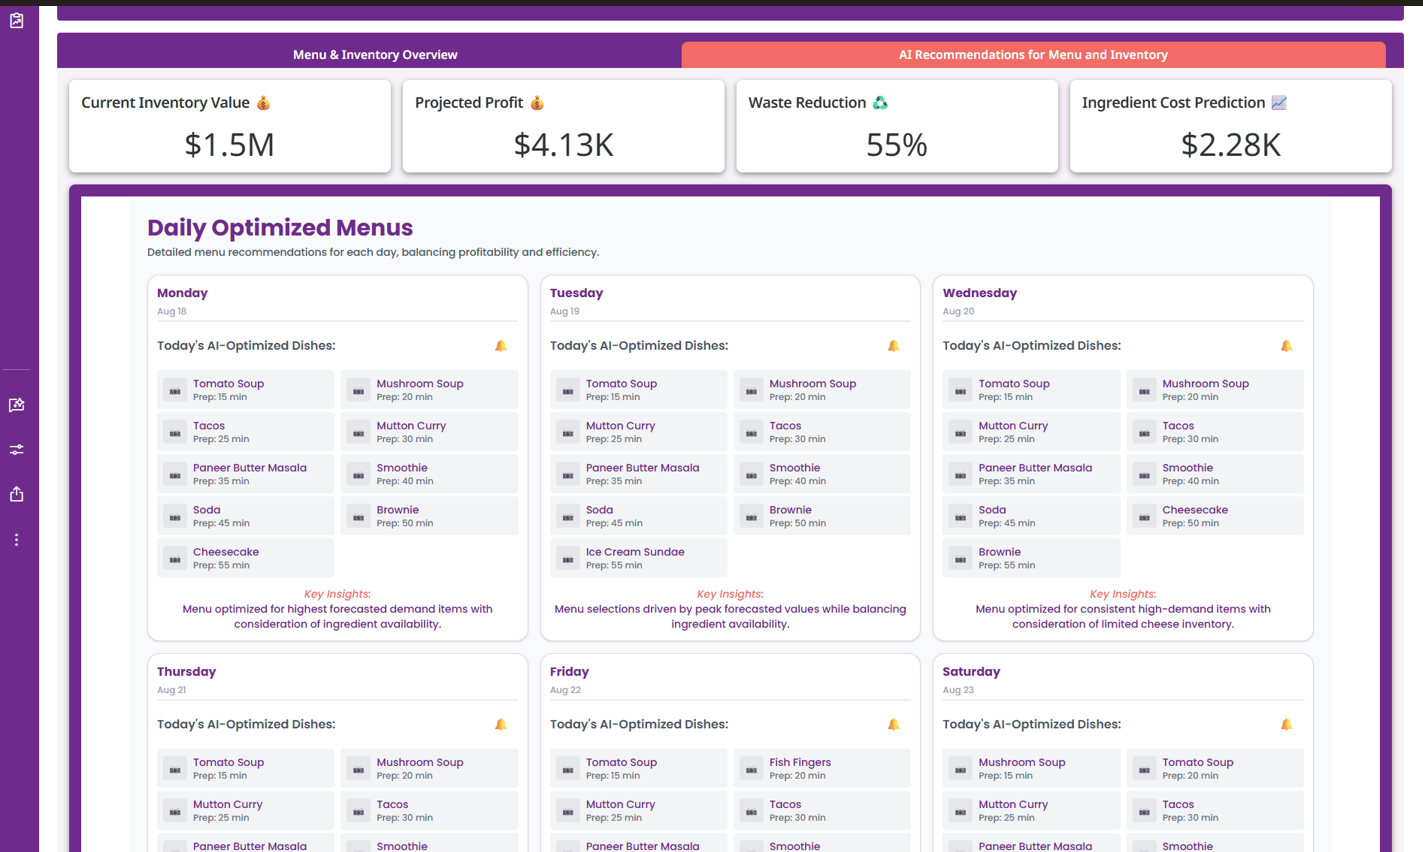 Menu & Inventory Overview
AI Recommendations for Menu and Inventory
Current Inventory Value 💰
$1.5M
Projected Profit 💰
$4.13K
Waste Reduction ♻️
55%
Ingredient Cost Prediction 📈
$2.28K
Daily Optimized Menus
Detailed menu recommendations for each day, balancing profitability and efficiency.
Monday
Aug 18
Today's AI-Optimized Dishes:
Tomato Soup
Prep: 15 min
Mushroom Soup
Prep: 20 min
Tacos
Prep: 25 min
Mutton Curry
Prep: 30 min
Paneer Butter Masala
Prep: 35 min
Smoothie
Prep: 40 min
Soda
Prep: 45 min
Brownie
Prep: 50 min
Cheesecake
Prep: 55 min
Key Insights:
Menu optimized for highest forecasted demand items with
consideration of ingredient availability.
Tuesday
Aug 19
Today's AI-Optimized Dishes:
Tomato Soup
Prep: 15 min
Mushroom Soup
Prep: 20 min
Mutton Curry
Prep: 25 min
Tacos
Prep: 30 min
Paneer Butter Masala
Prep: 35 min
Smoothie
Prep: 40 min
Soda
Prep: 45 min
Brownie
Prep: 50 min
Ice Cream Sundae
Prep: 55 min
Key Insights:
Menu selections driven by peak forecasted values while balancing
ingredient availability.
Wednesday
Aug 20
Today's AI-Optimized Dishes:
Tomato Soup
Prep: 15 min
Mushroom Soup
Prep: 20 min
Mutton Curry
Prep: 25 min
Tacos
Prep: 30 min
Paneer Butter Masala
Prep: 35 min
Smoothie
Prep: 40 min
Soda
Prep: 45 min
Cheesecake
Prep: 50 min
Brownie
Prep: 55 min
Key Insights:
Menu optimized for consistent high-demand items with
consideration of limited cheese inventory.
Thursday
Aug 21
Today's AI-Optimized Dishes:
Tomato Soup
Prep: 15 min
Mushroom Soup
Prep: 20 min
Mutton Curry
Prep: 25 min
Tacos
Prep: 30 min
Paneer Butter Masala
Smoothie
Friday
Aug 22
Today's AI-Optimized Dishes:
Tomato Soup
Prep: 15 min
Fish Fingers
Prep: 20 min
Mutton Curry
Prep: 25 min
Tacos
Prep: 30 min
Paneer Butter Masala
Smoothie
Saturday
Aug 23
Today's AI-Optimized Dishes:
Mushroom Soup
Prep: 15 min
Tomato Soup
Prep: 20 min
Mutton Curry
Prep: 25 min
Tacos
Prep: 30 min
Paneer Butter Masala
Smoothie